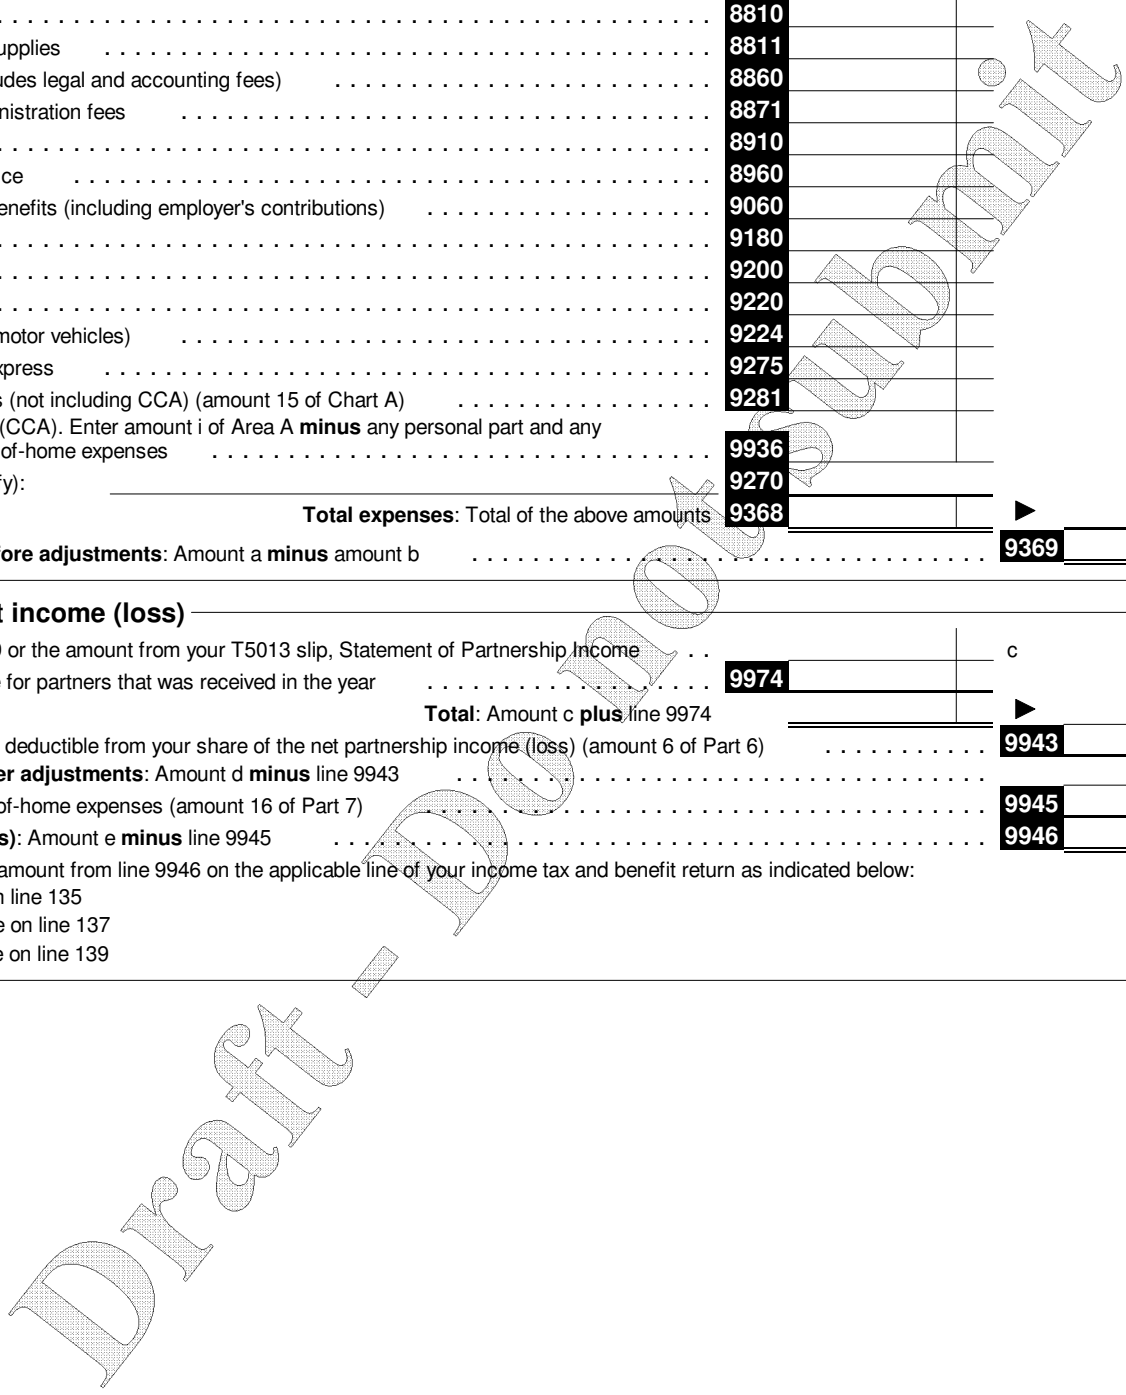 8810
upplies 8811
udes legal and accounting fees) 8860
nistration fees 8871
8910
ce 8960
enefits (including employer's contributions) 9060
9180
9200
9220
motor vehicles) 9224
xpress 9275
s (not including CCA) (amount 15 of Chart A) 9281
(CCA). Enter amount i of Area A minus any personal part and any
of-home expenses 9936
fy): 9270
Total expenses: Total of the above amounts 9368
fore adjustments: Amount a minus amount b 9369
t income (loss)
or the amount from your T5013 slip, Statement of Partnership Income c
e for partners that was received in the year 9974
Total: Amount c plus line 9974
deductible from your share of the net partnership income (loss) (amount 6 of Part 6) 9943
er adjustments: Amount d minus line 9943
of-home expenses (amount 16 of Part 7) 9945
s): Amount e minus line 9945 9946
amount from line 9946 on the applicable line of your income tax and benefit return as indicated below:
n line 135
e on line 137
e on line 139
Draft - Do not submit